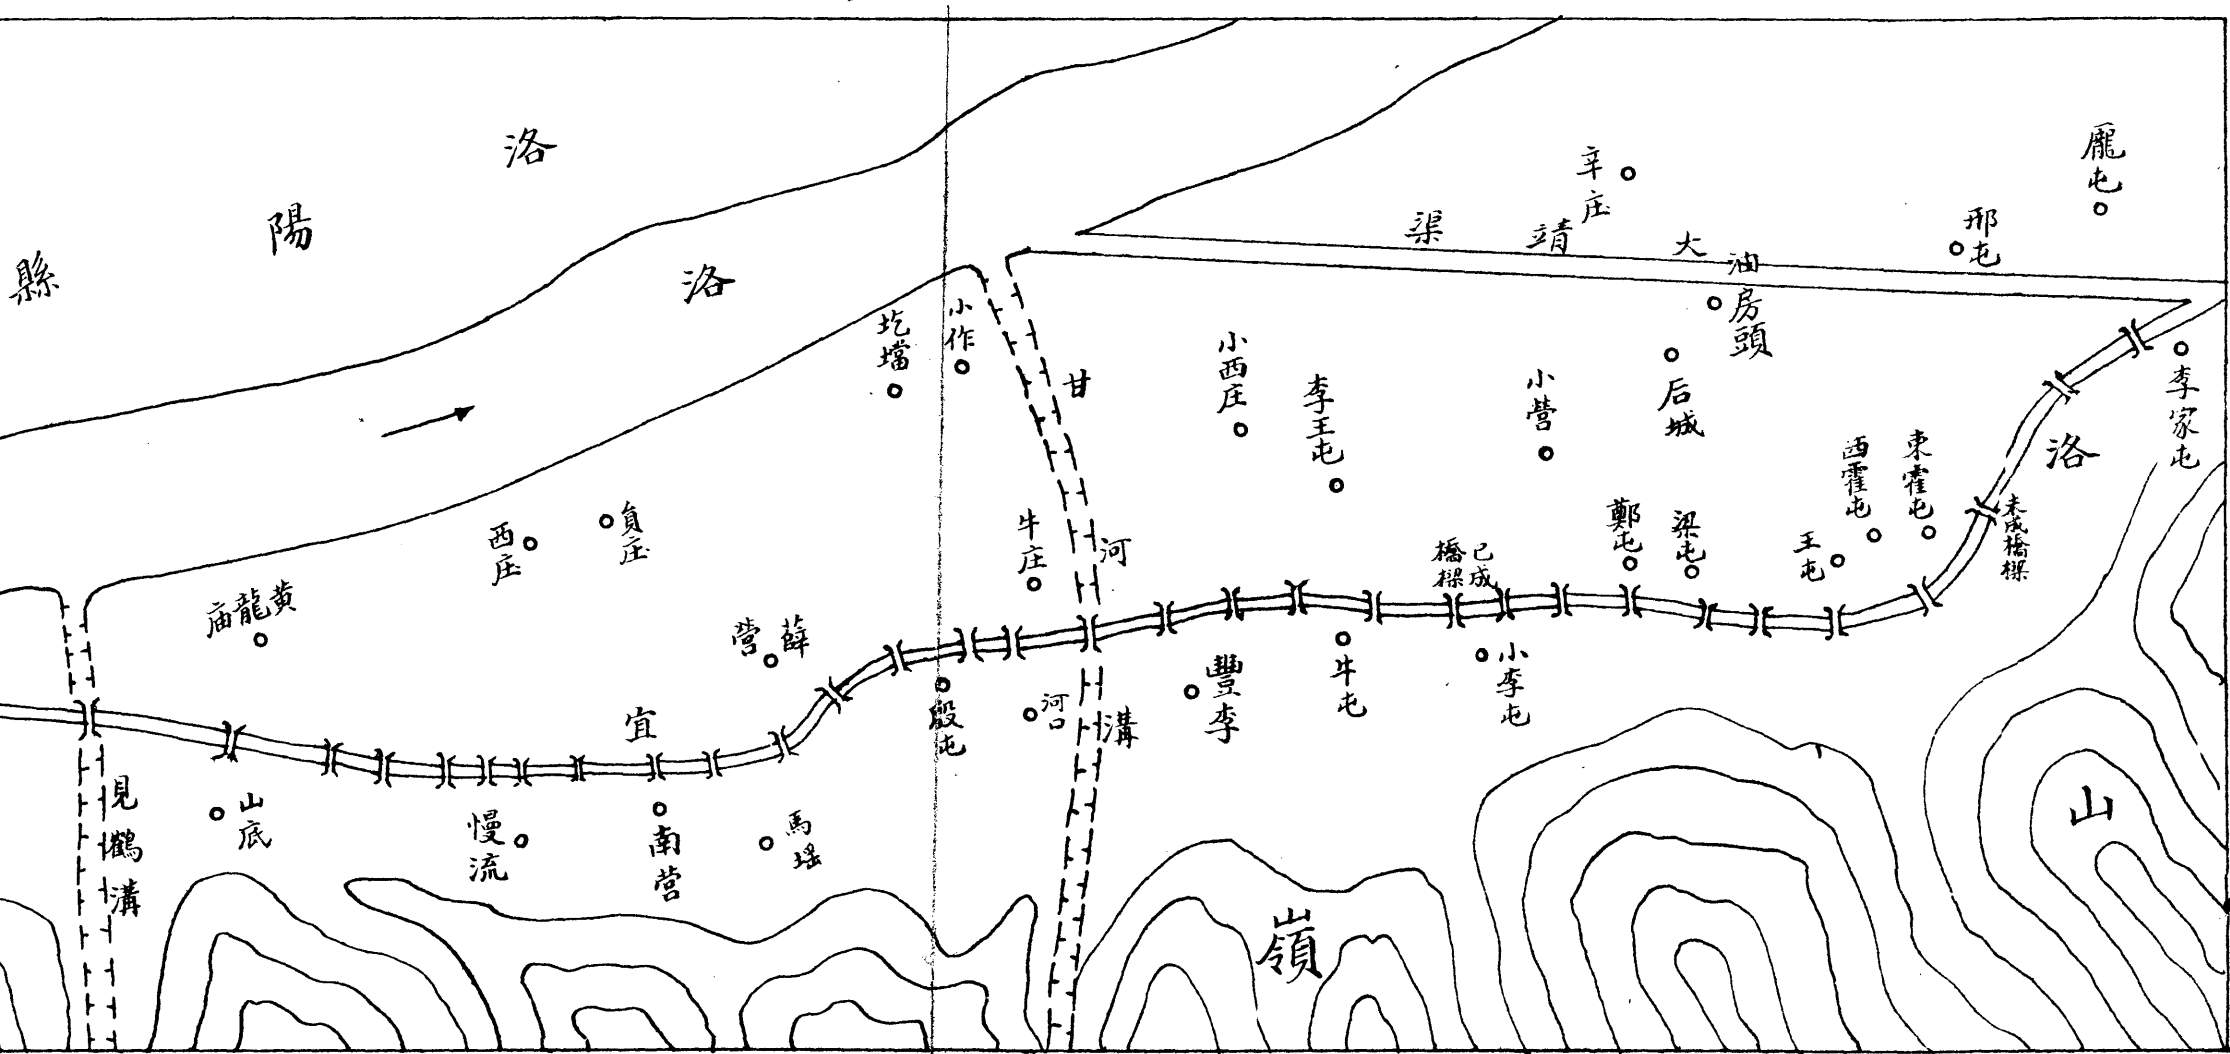 洛
陽
縣
洛
辛庄
渠靖大
油房頭
邢屯
龎屯
圪壋
小作
甘
河
溝
小西庄
李王屯
小營
后城
李家屯
洛
東霍屯
西霍屯
未成橋樑
王屯
梁屯
鄭屯
已成
橋樑
牛庄
西庄
員庄
黄龍庙
薛營
宜
殷屯
河口
豐李
牛屯
小李屯
見鶴溝
山底
慢流
南营
馬瑶
山
嶺